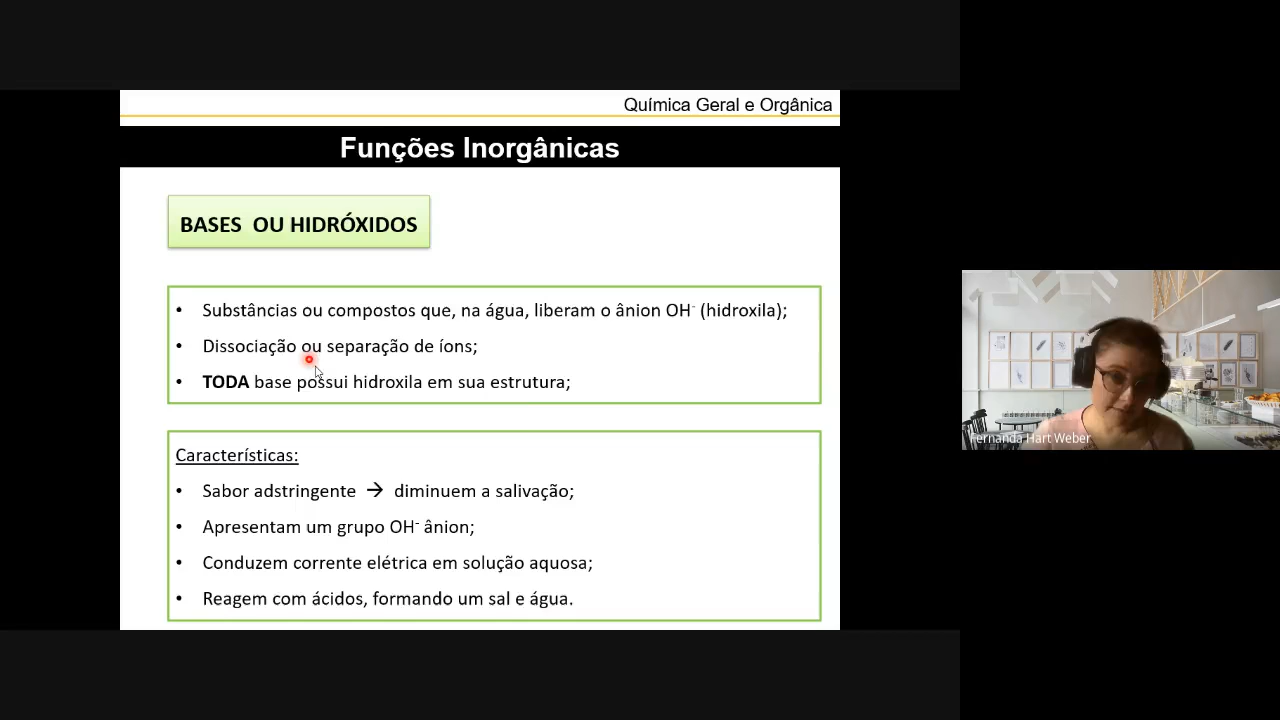 Química Geral e Orgânica
Funções Inorgânicas
BASES OU HIDRÓXIDOS
• Substâncias ou compostos que, na água, liberam o ânion OH⁻ (hidroxila);
• Dissociação ou separação de íons;
• TODA base possui hidroxila em sua estrutura;
Características:
• Sabor adstringente → diminuem a salivação;
• Apresentam um grupo OH⁻ ânion;
• Conduzem corrente elétrica em solução aquosa;
• Reagem com ácidos, formando um sal e água.
Fernanda Hart Weber